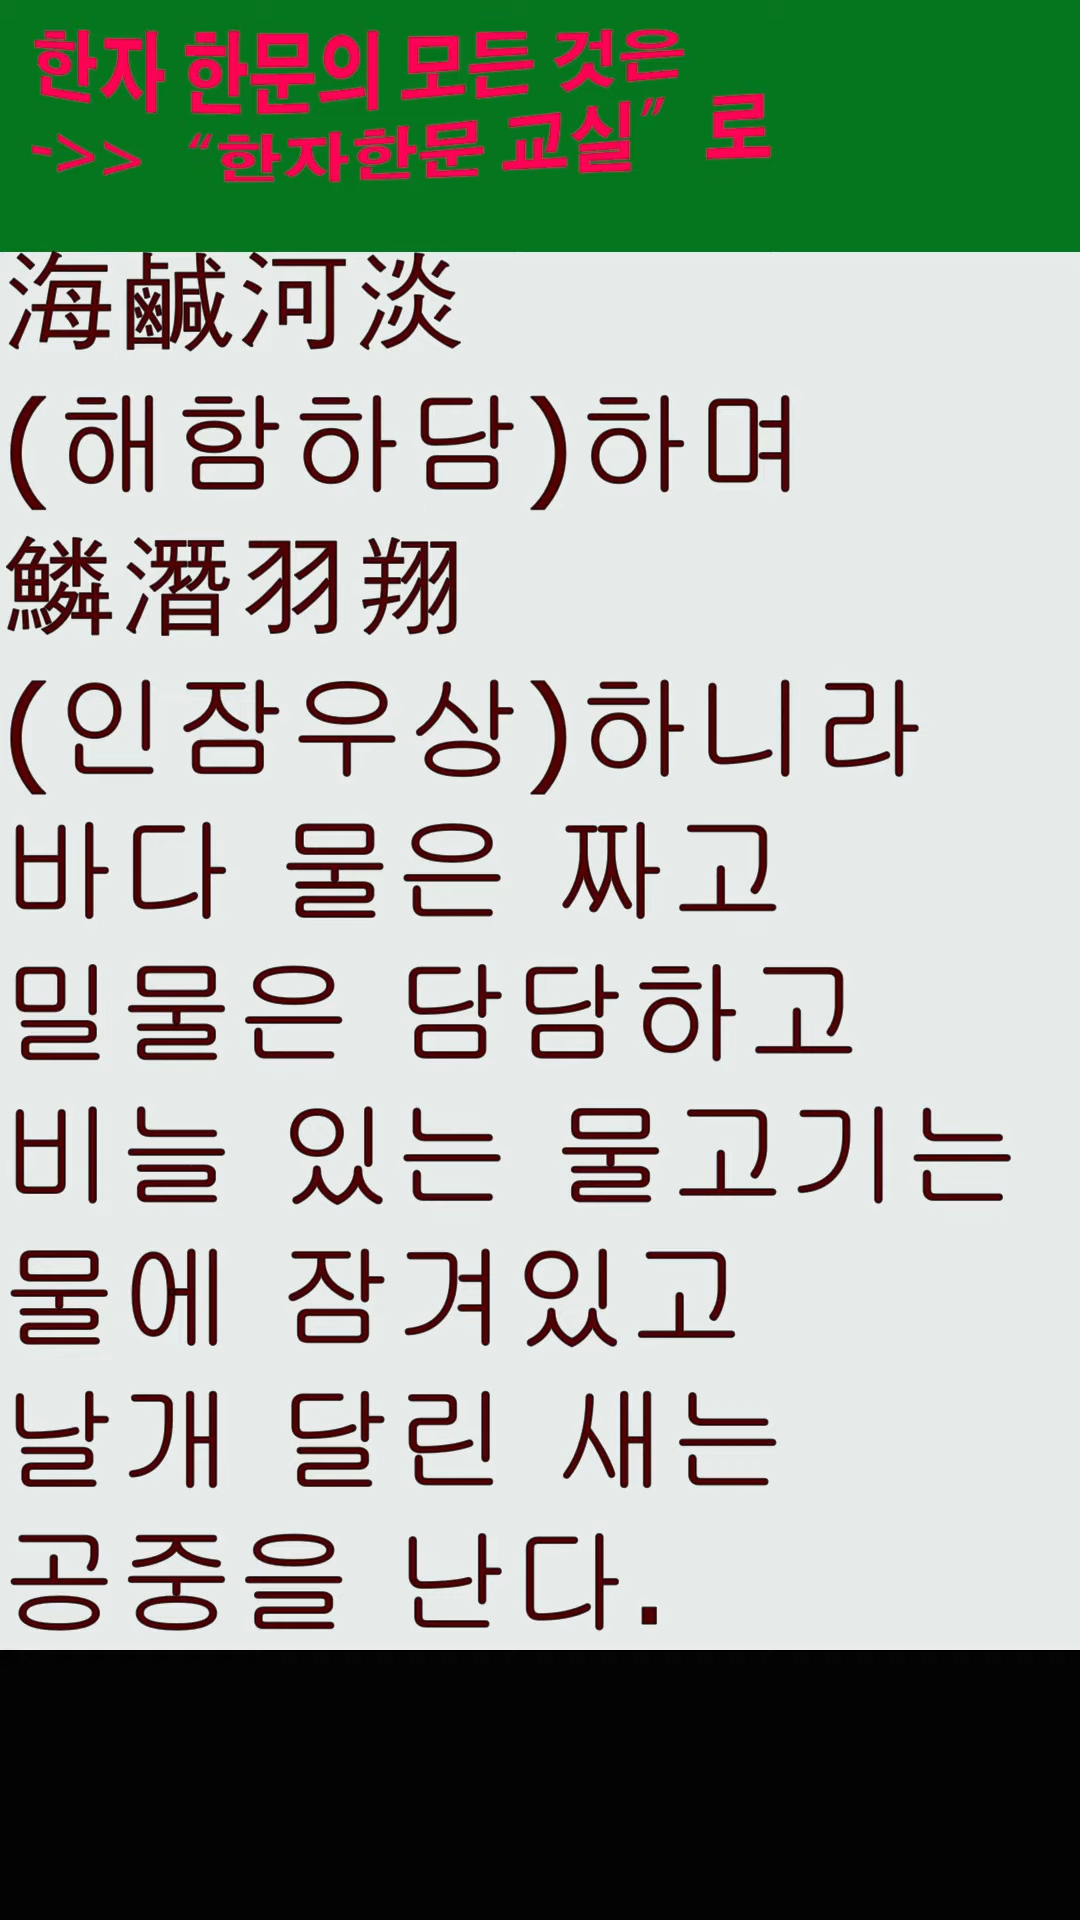 한자 한문의 모든 것은
->> “한자한문 교실” 로
海鹹河淡
(해함하담)하며
鱗潛羽翔
(인잠우상)하니라
바다 물은 짜고
밀물은 담담하고
비늘 있는 물고기는
물에 잠겨있고
날개 달린 새는
공중을 난다.